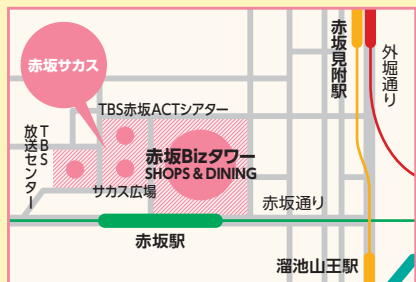 赤坂サカス
TBS赤坂ACTシアター
TBS
放送センター
赤坂Bizタワー
SHOPS & DINING
サカス広場
赤坂通り
赤坂駅
赤坂見附駅
外堀通り
溜池山王駅